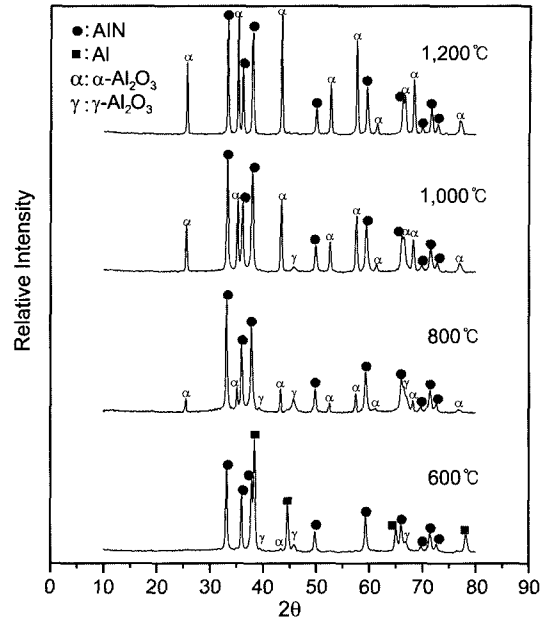 ●: AlN
■: Al
α: α-Al₂O₃
γ: γ-Al₂O₃
1,200℃
α α α α α α α α α
1,000℃
α α α γ α α α α α α
800℃
α α γ α γ α α α γ α α
600℃
γ α γ γ
Relative Intensity
0 10 20 30 40 50 60 70 80 90
2θ